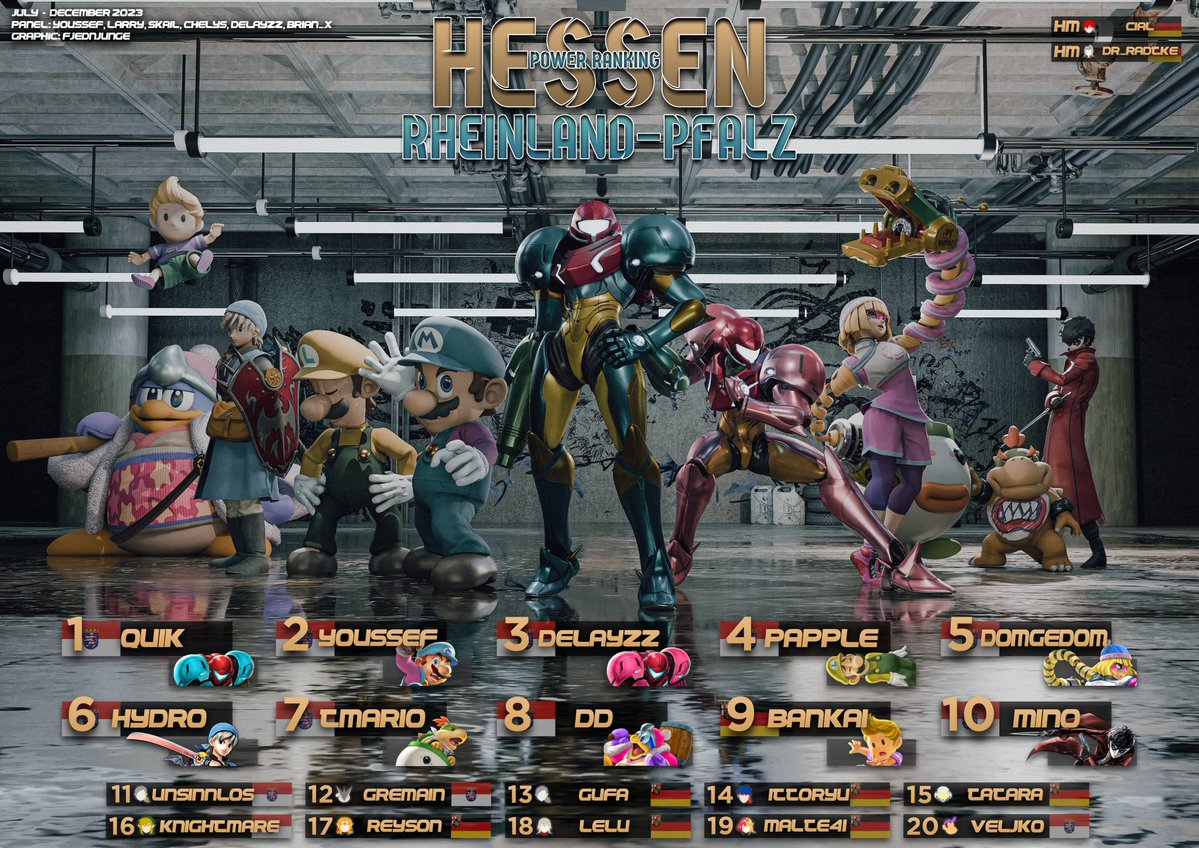 JULY - DECEMBER 2023
PANEL: YOUSSEF, LARRY, SKAIL, CHELYS, DELAYZZ, BRIAN_X
GRAPHIC: FJEDNJUNGE
HESSEN
POWER RANKING
RHEINLAND-PFALZ
HM CIAL
HM DR_RADTKE
1 QUIK
2 YOUSSEF
3 DELAYZZ
4 PAPPLE
5 DOMGEDOM
6 HYDRO
7 TMARIO
8 DD
9 BANKAI
10 MINO
11 UNSINNLOS
12 GREMAIN
13 GUFA
14 ITTORYU
15 TATARA
16 KNIGHTMARE
17 REYSON
18 LELU
19 MALTE41
20 VELJKO